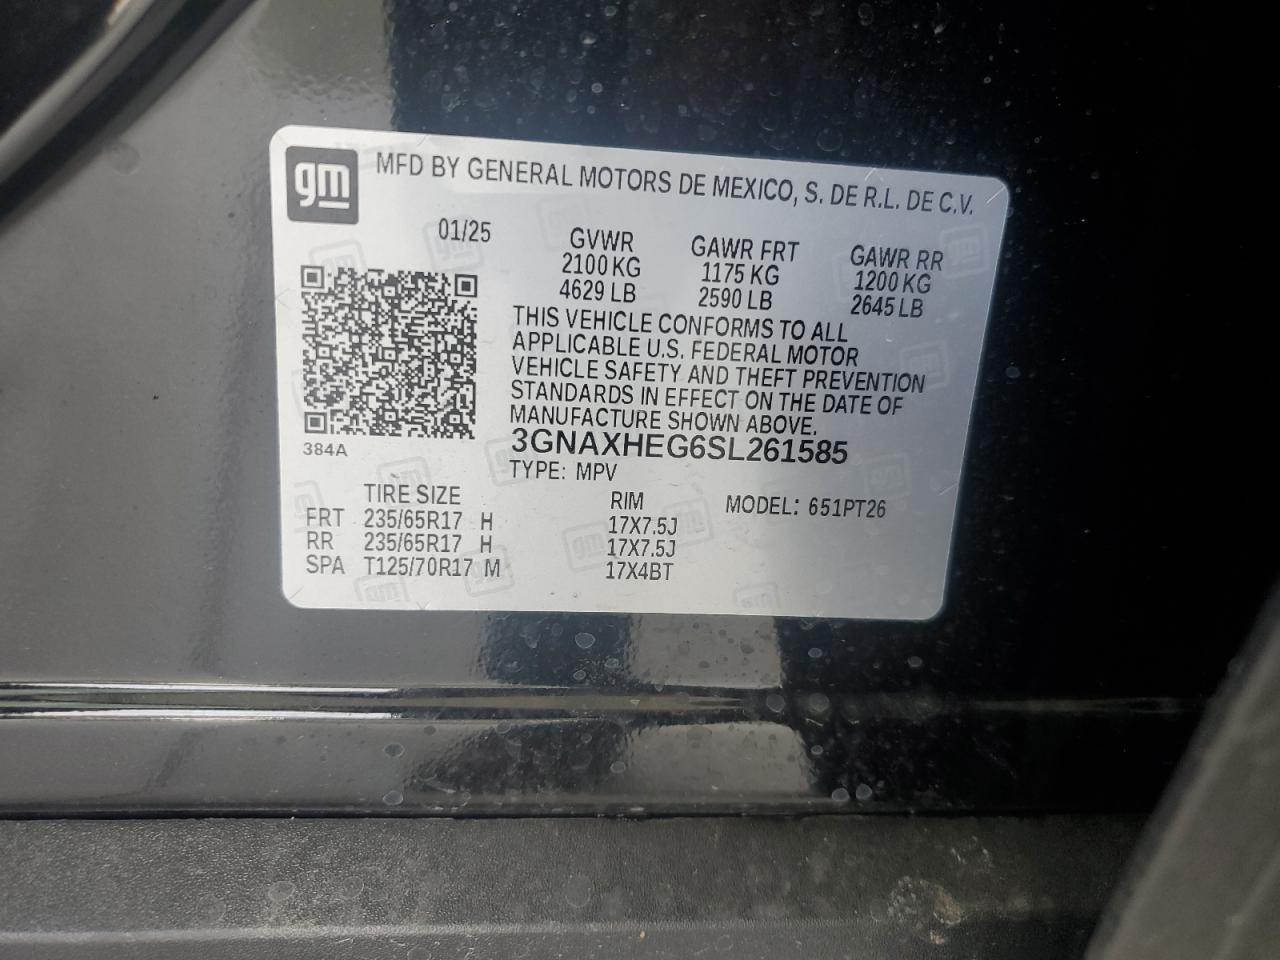 gm
MFD BY GENERAL MOTORS DE MEXICO, S. DE R.L. DE C.V.
01/25
GVWR GAWR FRT GAWR RR
2100 KG 1175 KG 1200 KG
4629 LB 2590 LB 2645 LB
THIS VEHICLE CONFORMS TO ALL
APPLICABLE U.S. FEDERAL MOTOR
VEHICLE SAFETY AND THEFT PREVENTION
STANDARDS IN EFFECT ON THE DATE OF
MANUFACTURE SHOWN ABOVE.
384A
3GNAXHEG6SL261585
TYPE: MPV
TIRE SIZE RIM MODEL: 651PT26
FRT 235/65R17 H 17X7.5J
RR 235/65R17 H 17X7.5J
SPA T125/70R17 M 17X4BT